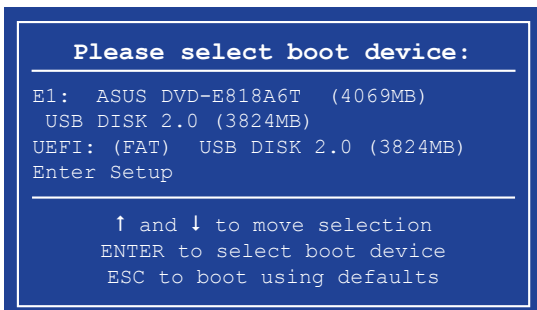 Please select boot device:
E1: ASUS DVD-E818A6T (4069MB)
USB DISK 2.0 (3824MB)
UEFI: (FAT) USB DISK 2.0 (3824MB)
Enter Setup
↑ and ↓ to move selection
ENTER to select boot device
ESC to boot using defaults